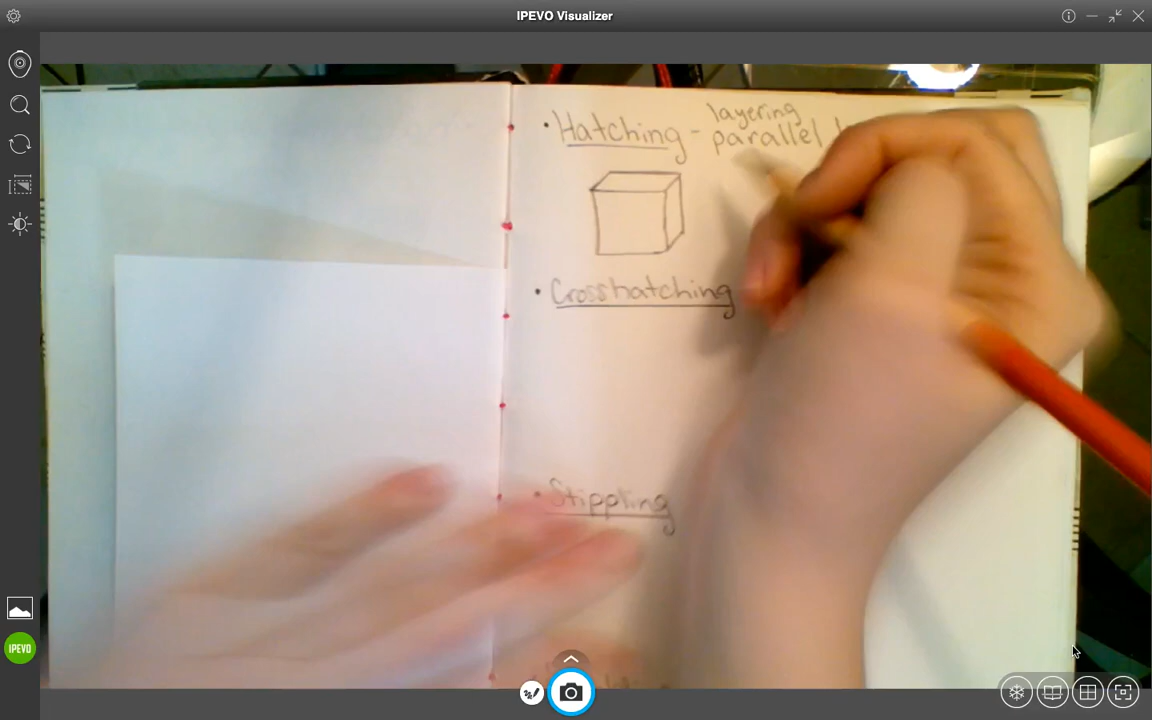 IPEVO Visualizer
layering
• Hatching - parallel
• Crosshatching
• Stippling
IPEVO